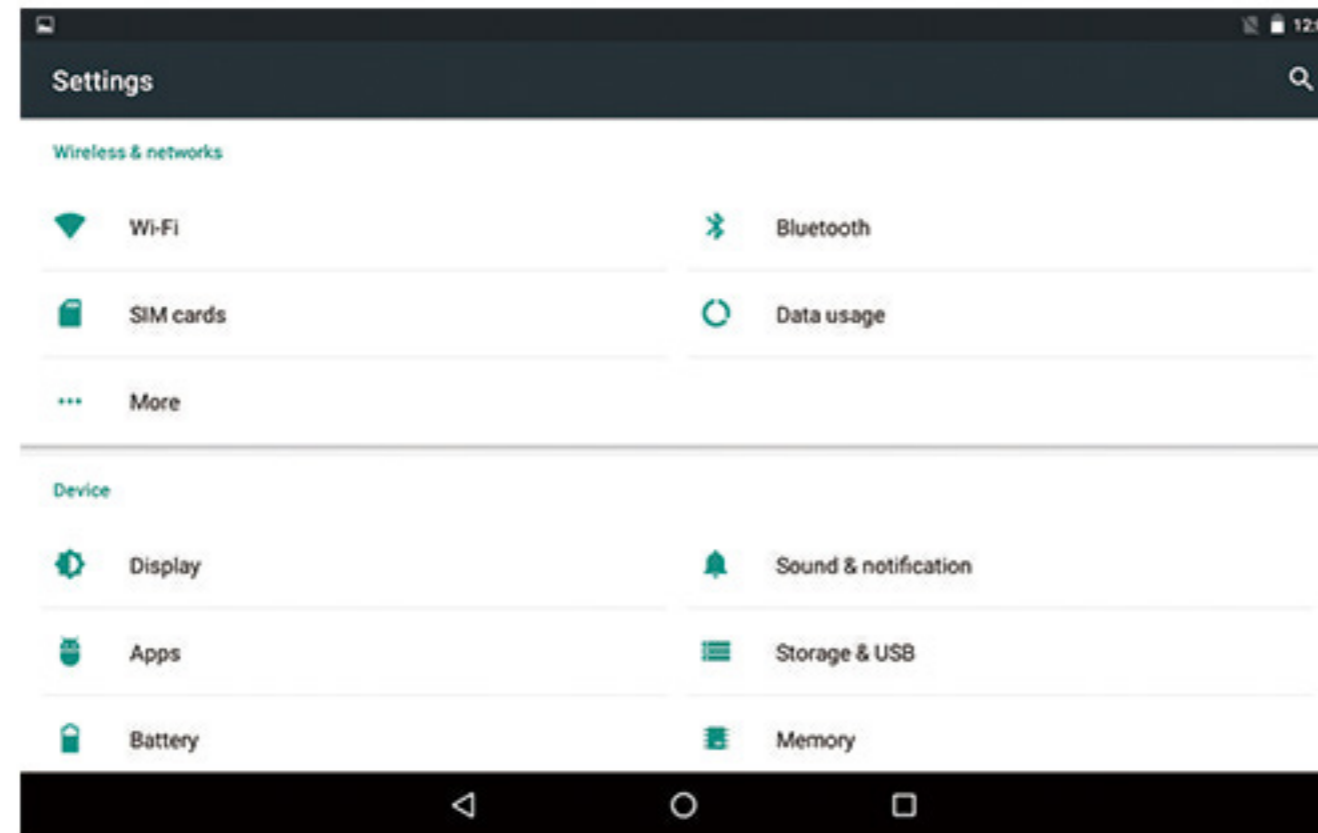 Settings
Wireless & networks
Wi-Fi
Bluetooth
SIM cards
Data usage
More
Device
Display
Sound & notification
Apps
Storage & USB
Battery
Memory